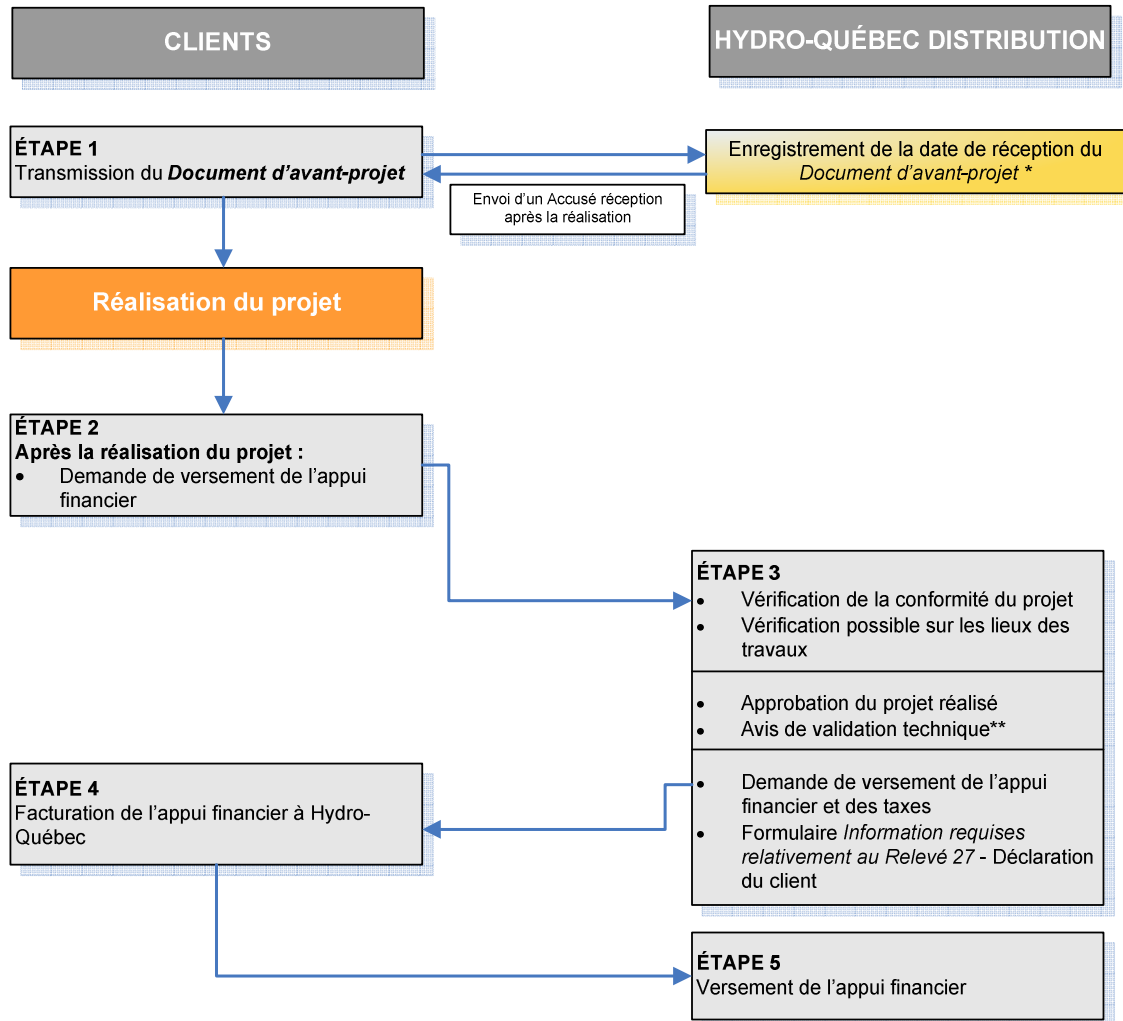 CLIENTS
HYDRO-QUÉBEC DISTRIBUTION
ÉTAPE 1
Transmission du Document d’avant-projet
Enregistrement de la date de réception du
Document d’avant-projet *
Envoi d’un Accusé réception
après la réalisation
Réalisation du projet
ÉTAPE 2
Après la réalisation du projet :
• Demande de versement de l’appui
financier
ÉTAPE 3
• Vérification de la conformité du projet
• Vérification possible sur les lieux des
travaux
• Approbation du projet réalisé
• Avis de validation technique**
• Demande de versement de l’appui
financier et des taxes
• Formulaire Information requises
relativement au Relevé 27 - Déclaration
du client
ÉTAPE 4
Facturation de l’appui financier à Hydro-
Québec
ÉTAPE 5
Versement de l’appui financier